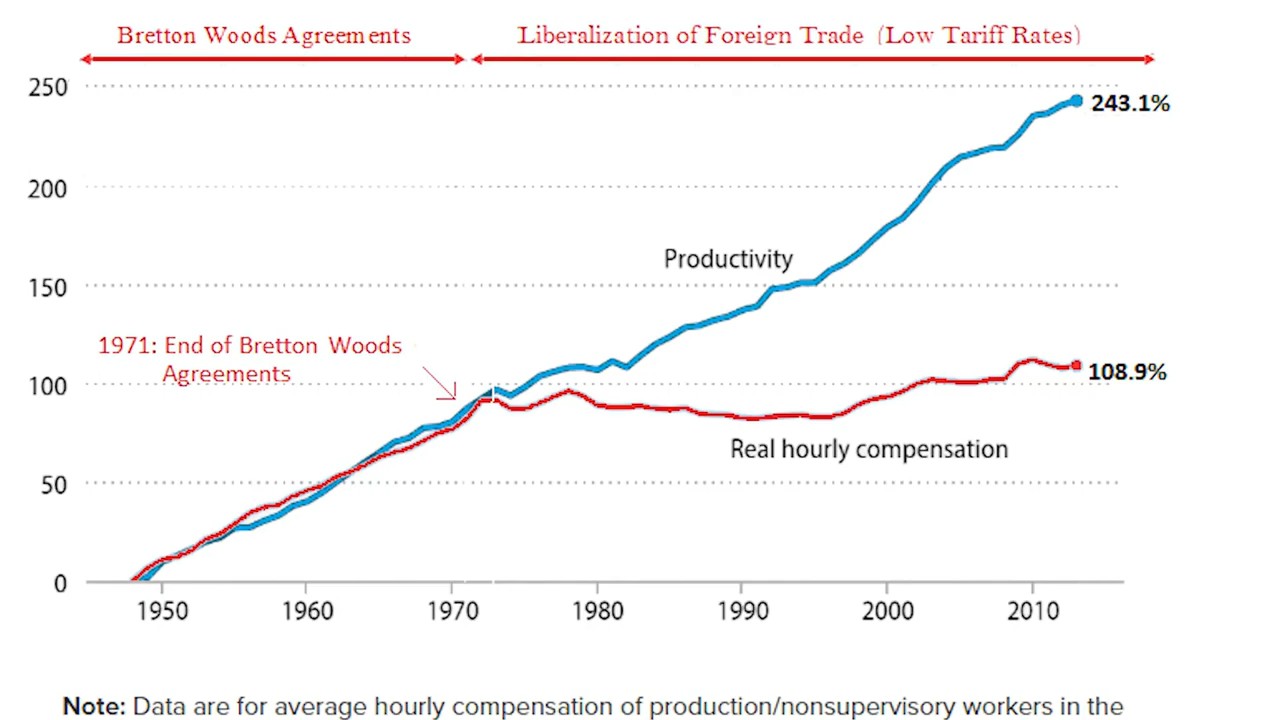 Bretton Woods Agreements
Liberalization of Foreign Trade (Low Tariff Rates)
250
243.1%
200
Productivity
150
1971: End of Bretton Woods
Agreements
100
108.9%
Real hourly compensation
50
0
1950 1960 1970 1980 1990 2000 2010
Note: Data are for average hourly compensation of production/nonsupervisory workers in the